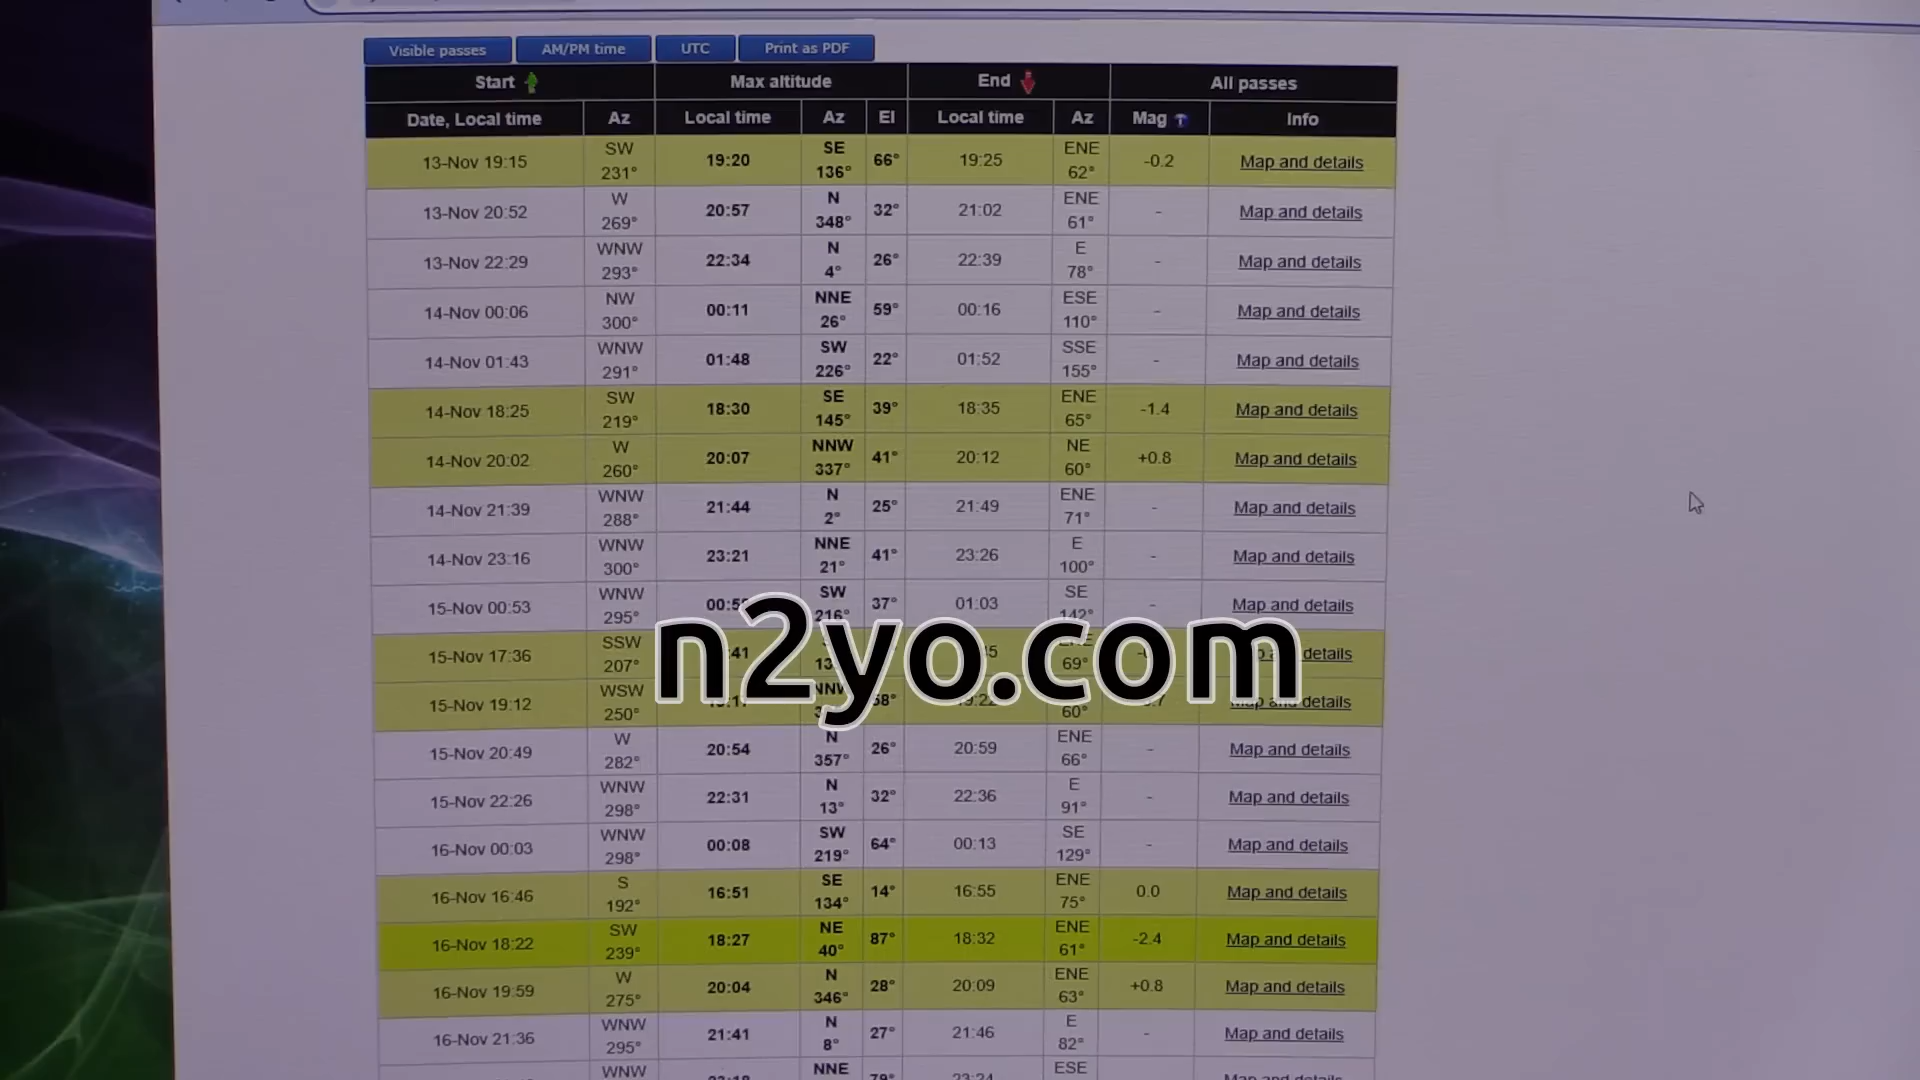 Visible passes AM/PM time UTC Print as PDF
Start Max altitude End All passes
Date, Local time Az Local time Az El Local time Az Mag Info
13-Nov 19:15 SW 231° 19:20 SE 136° 66° 19:25 ENE 62° -0.2 Map and details
13-Nov 20:52 W 269° 20:57 N 348° 32° 21:02 ENE 61° - Map and details
13-Nov 22:29 WNW 293° 22:34 N 4° 26° 22:39 E 78° - Map and details
14-Nov 00:06 NW 300° 00:11 NNE 26° 59° 00:16 ESE 110° - Map and details
14-Nov 01:43 WNW 291° 01:48 SW 226° 22° 01:52 SSE 155° - Map and details
14-Nov 18:25 SW 219° 18:30 SE 145° 39° 18:35 ENE 65° -1.4 Map and details
14-Nov 20:02 W 260° 20:07 NNW 337° 41° 20:12 NE 60° +0.8 Map and details
14-Nov 21:39 WNW 288° 21:44 N 2° 25° 21:49 ENE 71° - Map and details
14-Nov 23:16 WNW 300° 23:21 NNE 21° 41° 23:26 E 100° - Map and details
15-Nov 00:53 WNW 295° SW 216° 37° 01:03 SE 142° - Map and details
15-Nov 17:36 SSW 207° 69° details
n2yo.com
15-Nov 19:12 WSW 250° 60° Map and details
15-Nov 20:49 W 282° 20:54 N 357° 26° 20:59 ENE 66° - Map and details
15-Nov 22:26 WNW 298° 22:31 N 13° 32° 22:36 E 91° - Map and details
16-Nov 00:03 WNW 298° 00:08 SW 219° 64° 00:13 SE 129° - Map and details
16-Nov 16:46 S 192° 16:51 SE 134° 14° 16:55 ENE 75° 0.0 Map and details
16-Nov 18:22 SW 239° 18:27 NE 40° 87° 18:32 ENE 61° -2.4 Map and details
16-Nov 19:59 W 275° 20:04 N 346° 28° 20:09 ENE 63° +0.8 Map and details
16-Nov 21:36 WNW 295° 21:41 N 8° 27° 21:46 E 82° - Map and details
WNW NNE ESE